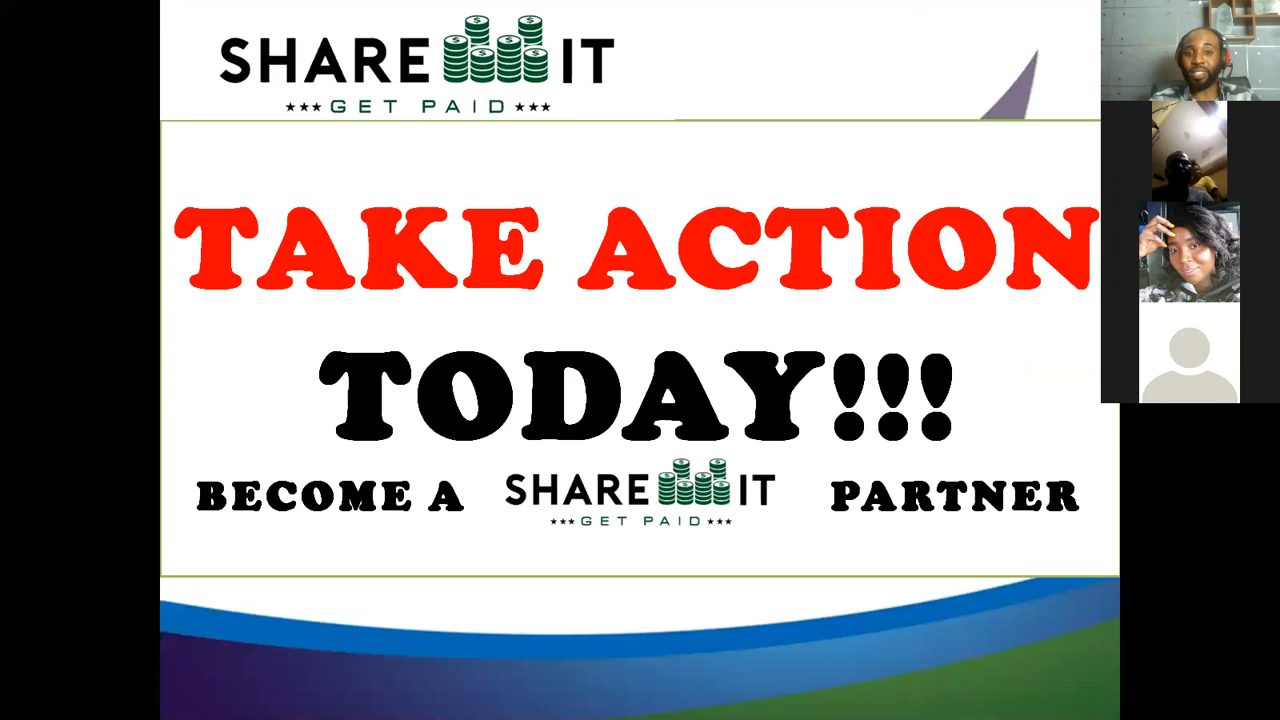 SHARE IT
★★★GET PAID★★★
TAKE ACTION
TODAY!!!
BECOME A SHARE IT PARTNER
★★★GET PAID★★★